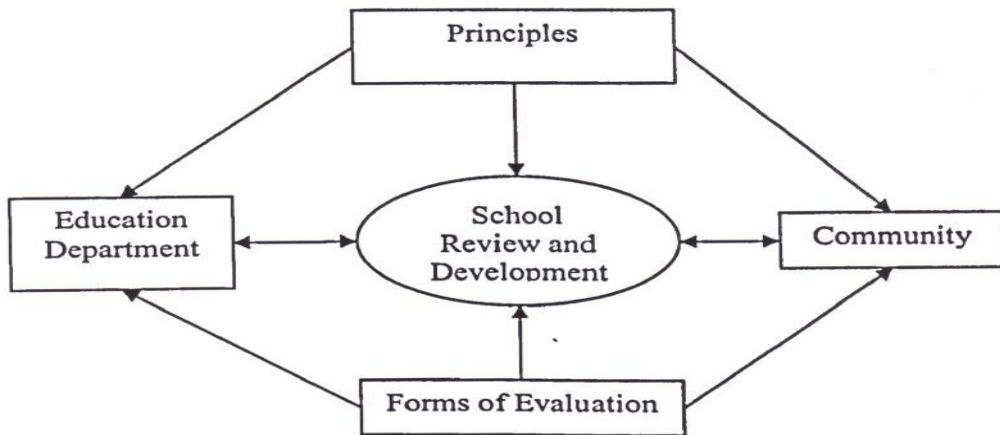 Principles
Education
Department
School
Review and
Development
Community
Forms of Evaluation